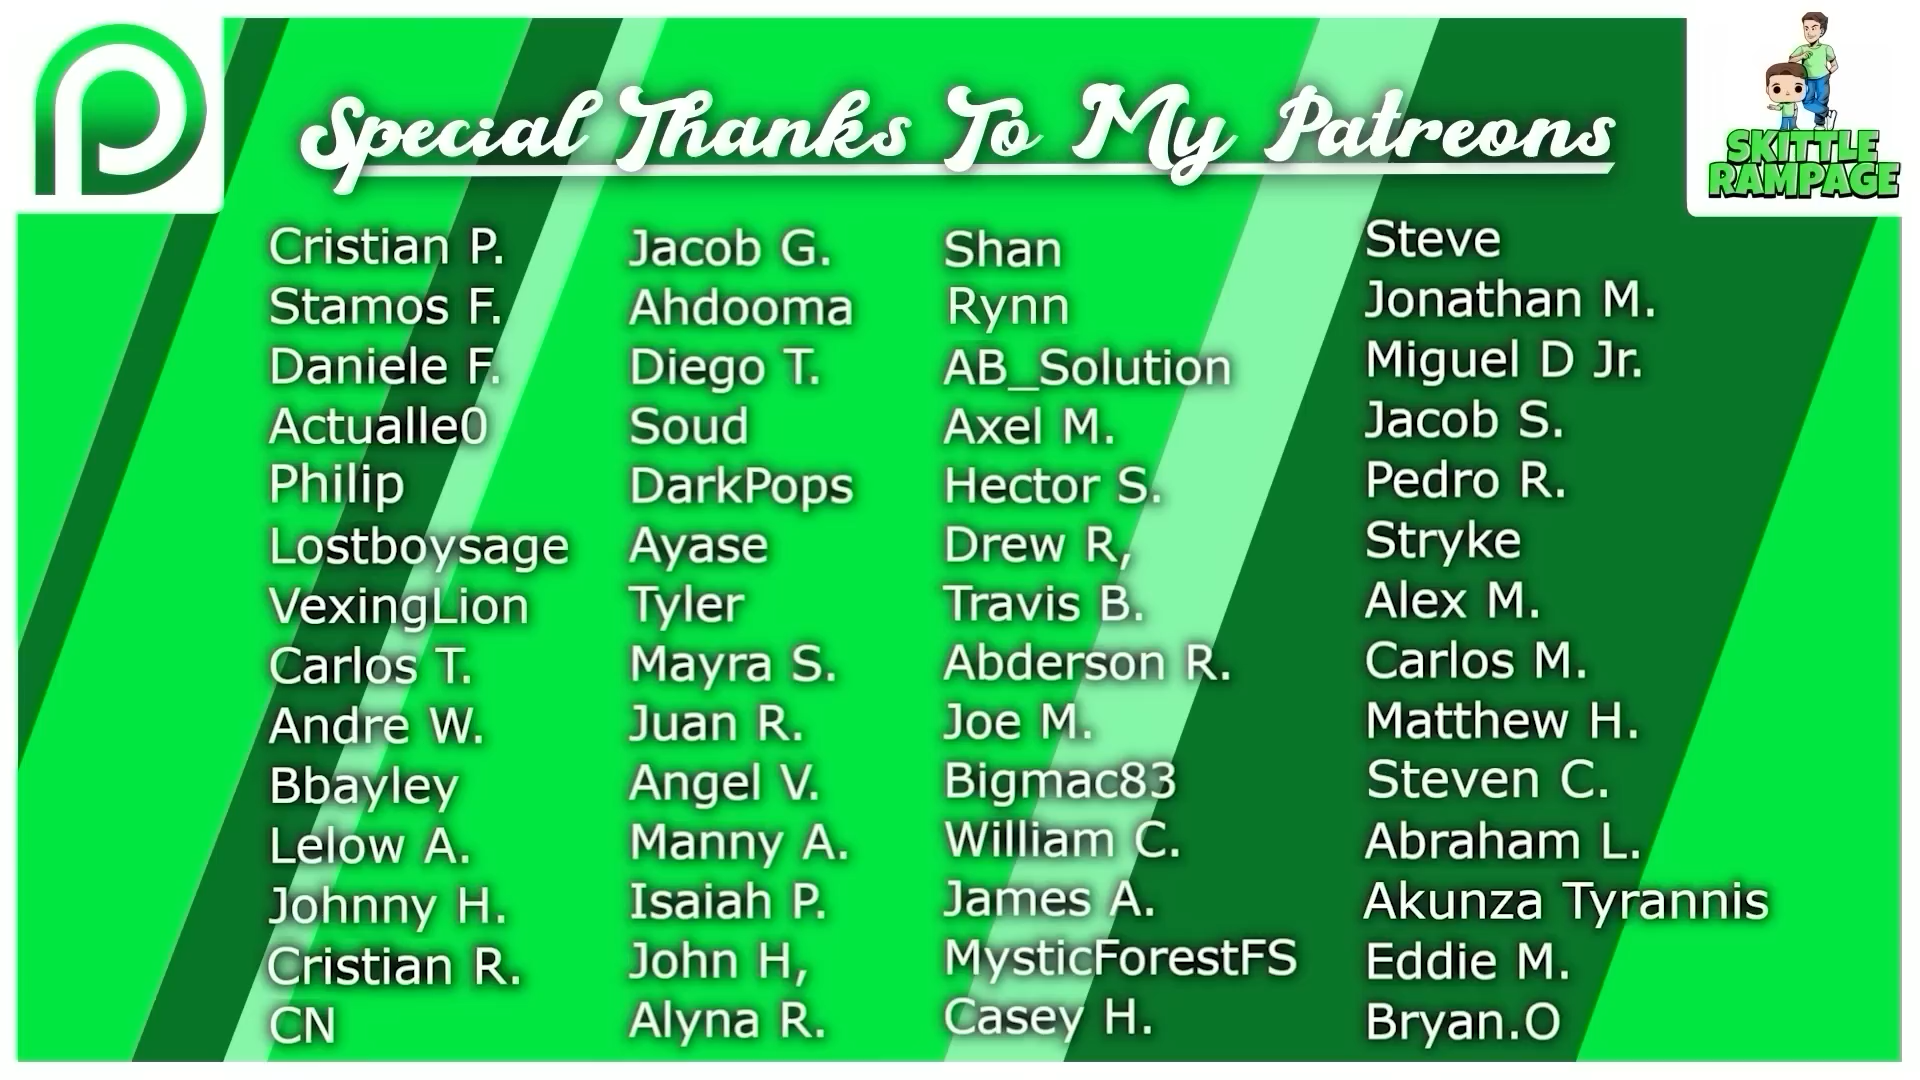 Special Thanks To My Patreons
SKITTLE
RAMPAGE
Cristian P.
Stamos F.
Daniele F.
Actualle0
Philip
Lostboysage
VexingLion
Carlos T.
Andre W.
Bbayley
Lelow A.
Johnny H.
Cristian R.
CN
Jacob G.
Ahdooma
Diego T.
Soud
DarkPops
Ayase
Tyler
Mayra S.
Juan R.
Angel V.
Manny A.
Isaiah P.
John H,
Alyna R.
Shan
Rynn
AB_Solution
Axel M.
Hector S.
Drew R,
Travis B.
Abderson R.
Joe M.
Bigmac83
William C.
James A.
MysticForestFS
Casey H.
Steve
Jonathan M.
Miguel D Jr.
Jacob S.
Pedro R.
Stryke
Alex M.
Carlos M.
Matthew H.
Steven C.
Abraham L.
Akunza Tyrannis
Eddie M.
Bryan.O